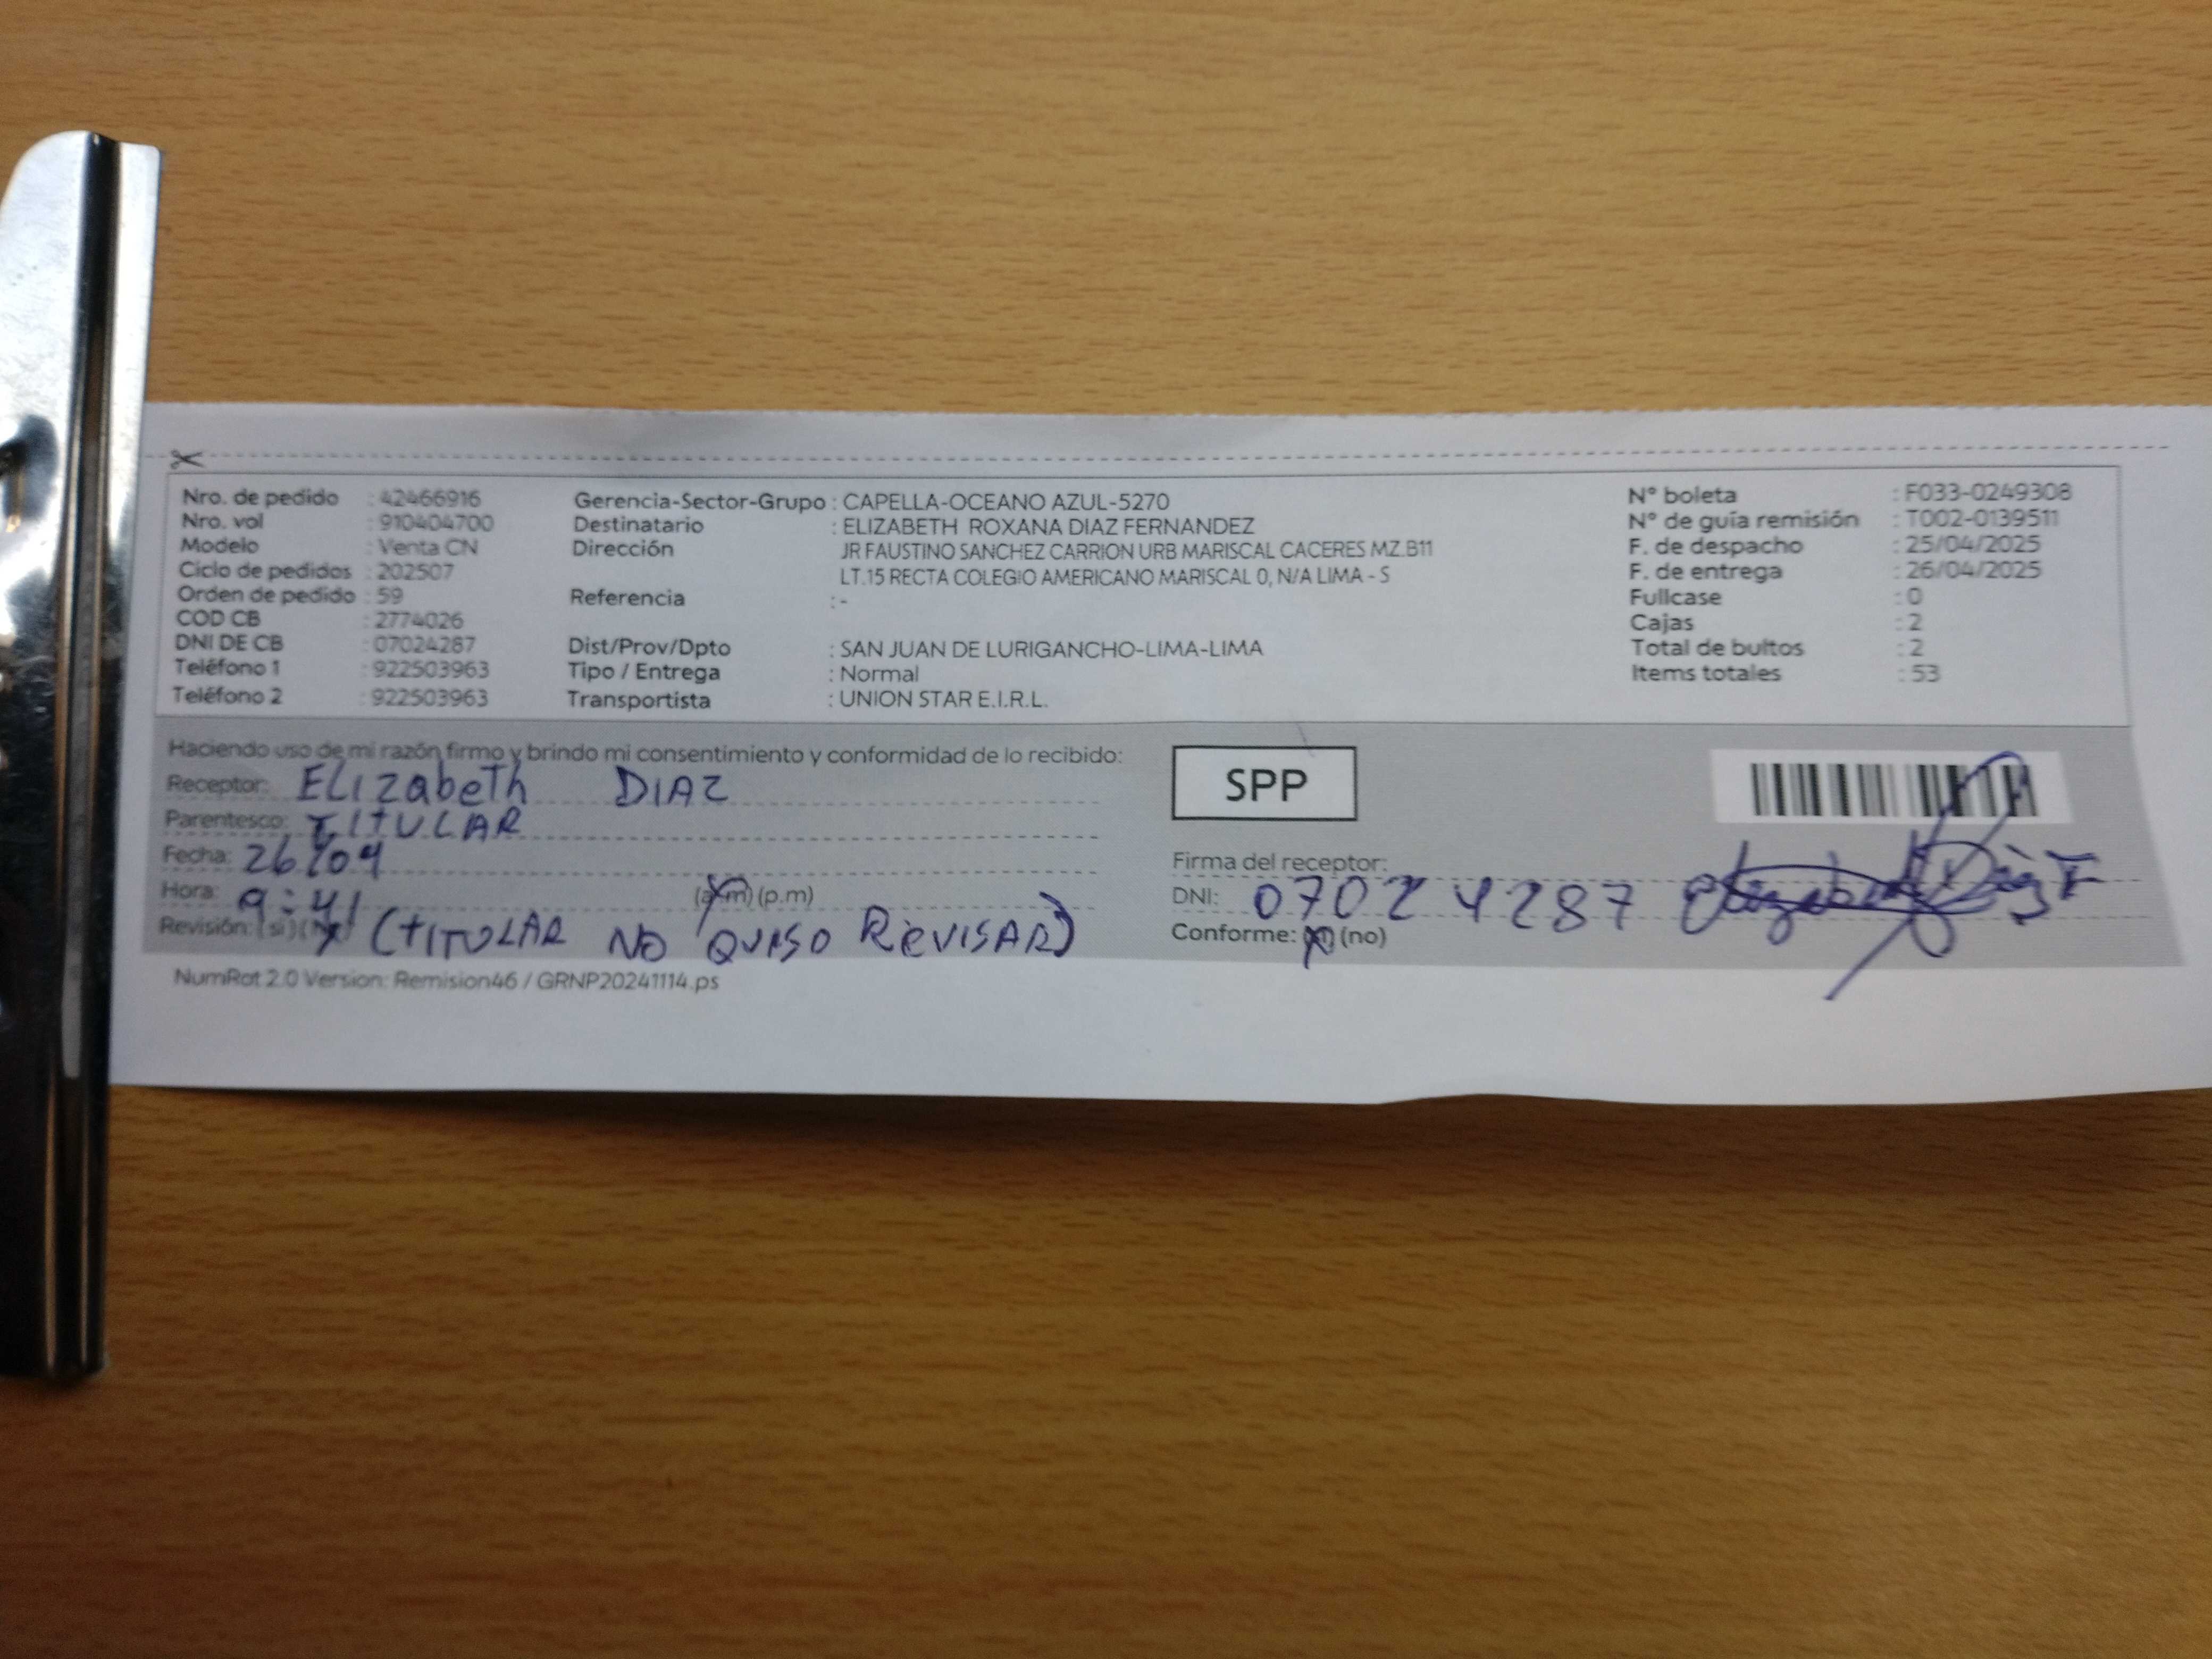 Nro. de pedido : 42466916
Nro. vol : 910404700
Modelo : Venta CN
Ciclo de pedidos : 202507
Orden de pedido : 59
COD CB : 2774026
DNI DE CB : 07024287
Teléfono 1 : 922503963
Teléfono 2 : 922503963
Gerencia-Sector-Grupo : CAPELLA-OCEANO AZUL-5270
Destinatario : ELIZABETH ROXANA DIAZ FERNANDEZ
Dirección JR FAUSTINO SANCHEZ CARRION URB MARISCAL CACERES MZ.B11
LT.15 RECTA COLEGIO AMERICANO MARISCAL 0, N/A LIMA - S
Referencia : -
Dist/Prov/Dpto : SAN JUAN DE LURIGANCHO-LIMA-LIMA
Tipo / Entrega : Normal
Transportista : UNION STAR E.I.R.L.
N° boleta : F033-0249308
N° de guía remisión : T002-0139511
F. de despacho : 25/04/2025
F. de entrega : 26/04/2025
Fullcase : 0
Cajas : 2
Total de bultos : 2
Items totales : 53
Haciendo uso de mi razón firmo y brindo mi consentimiento y conformidad de lo recibido:
Receptor: ELIzabeTh DIAZ
Parentesco: TITULAR
Fecha: 26/04
Hora: 9:41 (a.m) (p.m)
Revisión: (si) (no) (TITULAR NO QUISO REVISAR)
SPP
Firma del receptor:
DNI: 07024287
Conforme: (si) (no)
NumRot 2.0 Version: Remision46 / GRNP20241114.ps